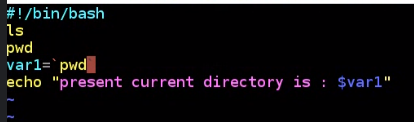 #!/bin/bash
ls
pwd
var1=`pwd`
echo "present current directory is : $var1"
~
~